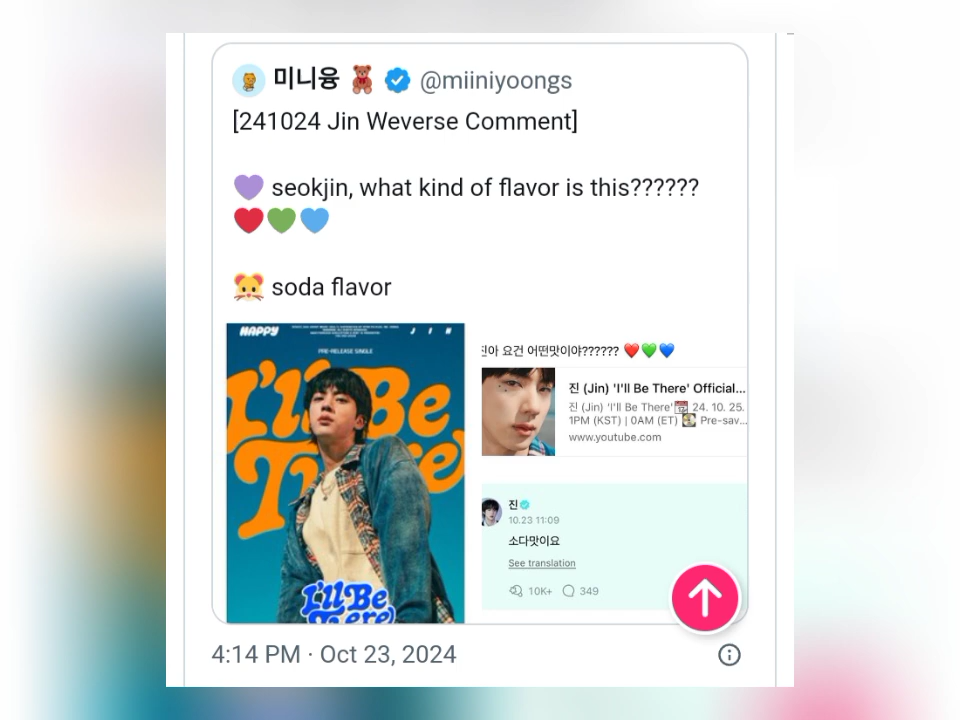 미니융 🧸 @miiniyoongs
[241024 Jin Weverse Comment]
💜 seokjin, what kind of flavor is this??????
❤️💚💙
🐹 soda flavor
HAPPY
J I N
PRE-RELEASE SINGLE
I'll Be
There
I'll Be
There
진아 요건 어떤맛이야?????? ❤️💚💙
진 (Jin) 'I'll Be There' Official...
진 (Jin) 'I'll Be There'📅 24. 10. 25.
1PM (KST) | 0AM (ET) 💽 Pre-sav...
www.youtube.com
진
10.23 11:09
소다맛이요
See translation
10K+ 349
4:14 PM · Oct 23, 2024